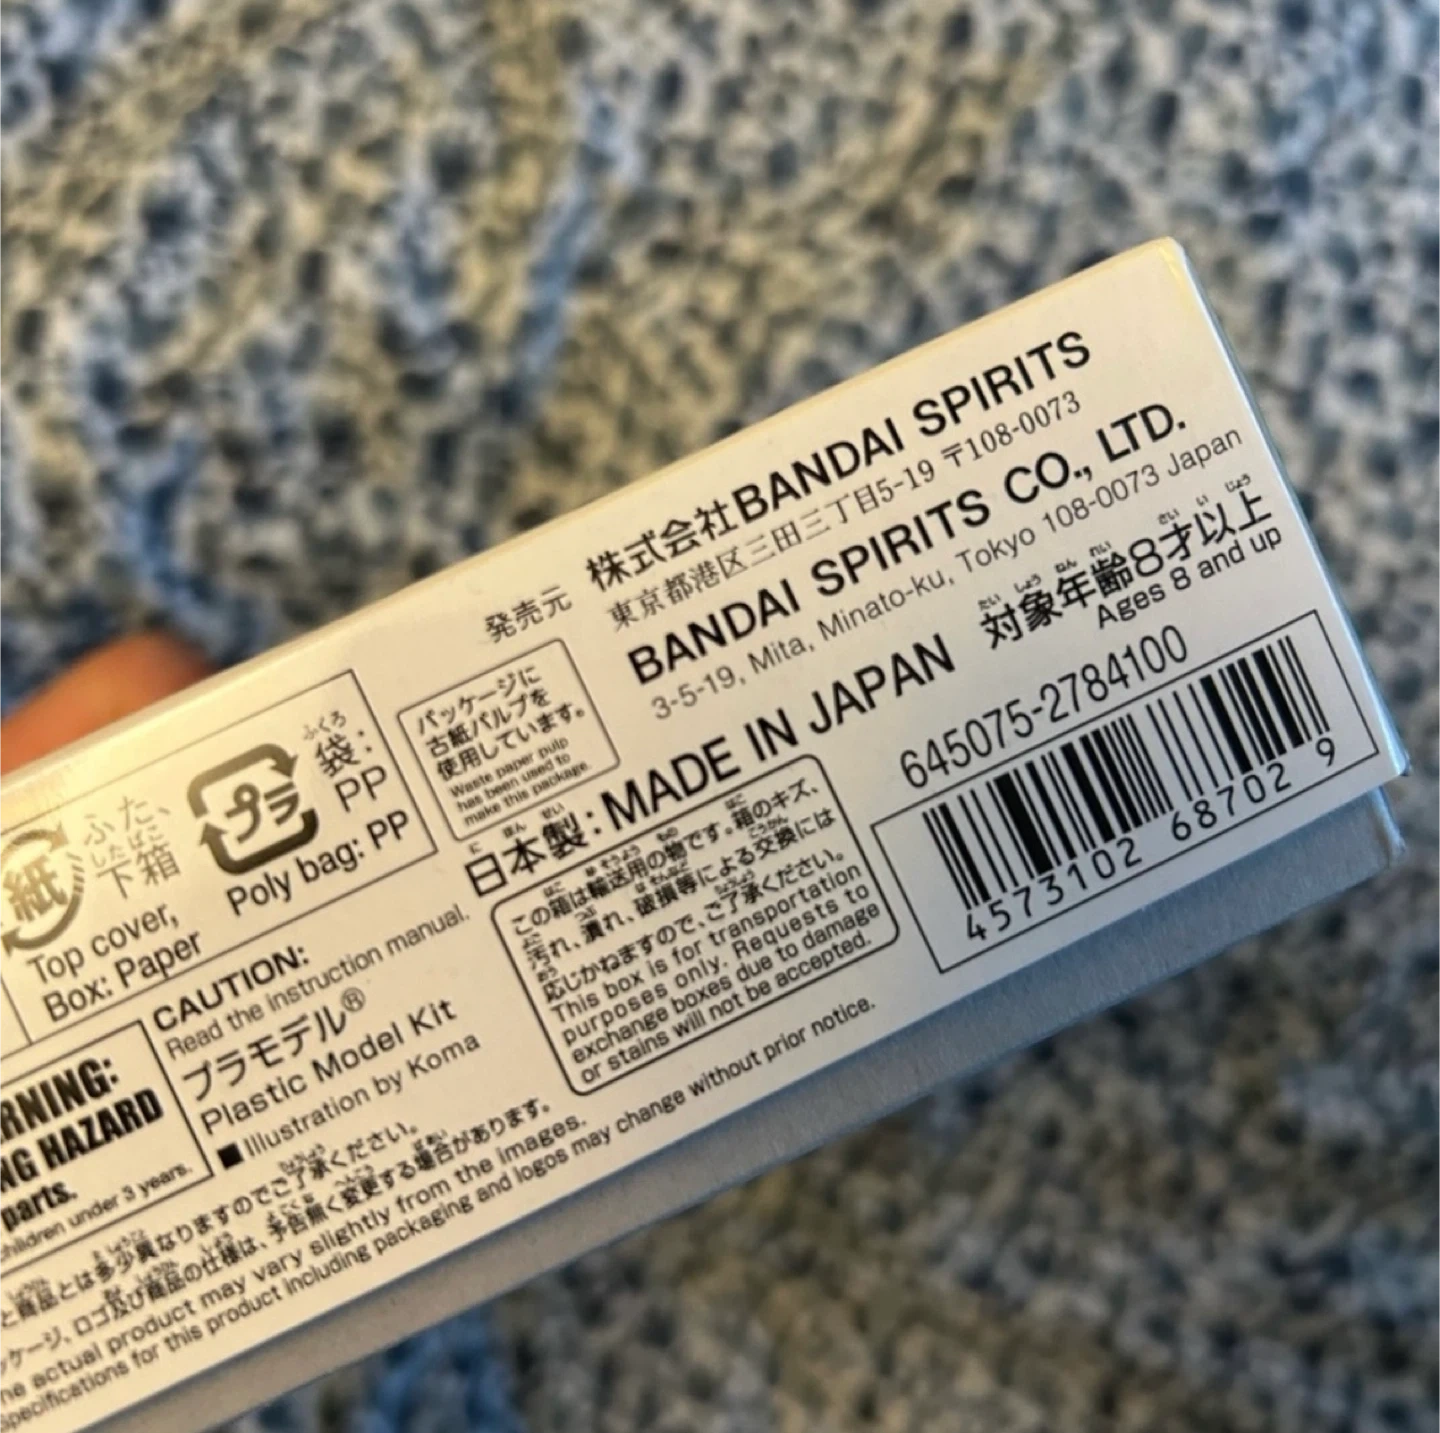 発売元
株式会社BANDAI SPIRITS
東京都港区三田三丁目5-19 〒108-0073
BANDAI SPIRITS CO., LTD.
3-5-19, Mita, Minato-ku, Tokyo 108-0073 Japan
日本製:MADE IN JAPAN
対象年齢8才以上
Ages 8 and up
645075-2784100
4573102 68702 9
パッケージに
古紙パルプを
使用しています。
Waste paper pulp
has been used to
make this package.
この箱は輸送用の物です。箱のキズ、
汚れ、潰れ、破損等による交換には
応じかねますので、ご了承ください。
This box is for transportation
purposes only. Requests to
exchange boxes due to damage
or stains will not be accepted.
紙
ふた、
下箱
Top cover,
Box: Paper
プラ
袋:
PP
Poly bag: PP
CAUTION:
Read the instruction manual.
プラモデル®
Plastic Model Kit
■Illustration by Koma
RNING:
NG HAZARD
parts.
children under 3 years.
と商品とは多少異なりますのでご了承ください。
ッケージ、ロゴ及び商品の仕様は、予告無く変更する場合があります。
he actual product may vary slightly from the images.
Specifications for this product including packaging and logos may change without prior notice.